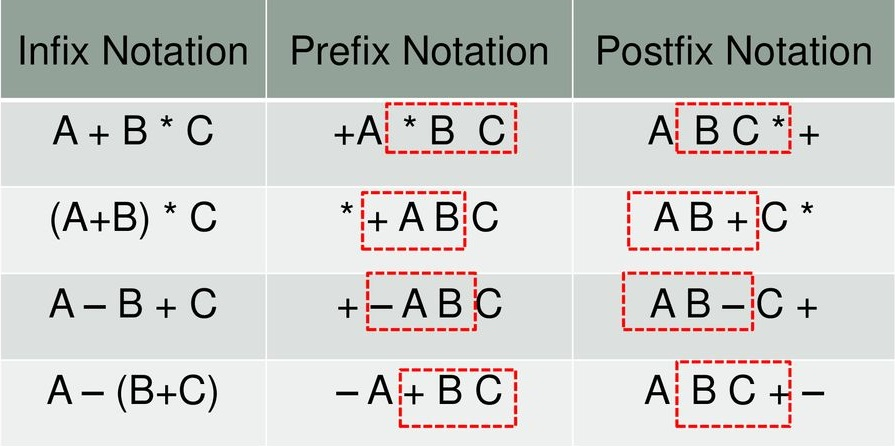 Infix Notation Prefix Notation Postfix Notation
A + B * C +A * B C A B C * +
(A+B) * C * + A B C A B + C *
A – B + C + – A B C A B – C +
A – (B+C) – A + B C A B C + –